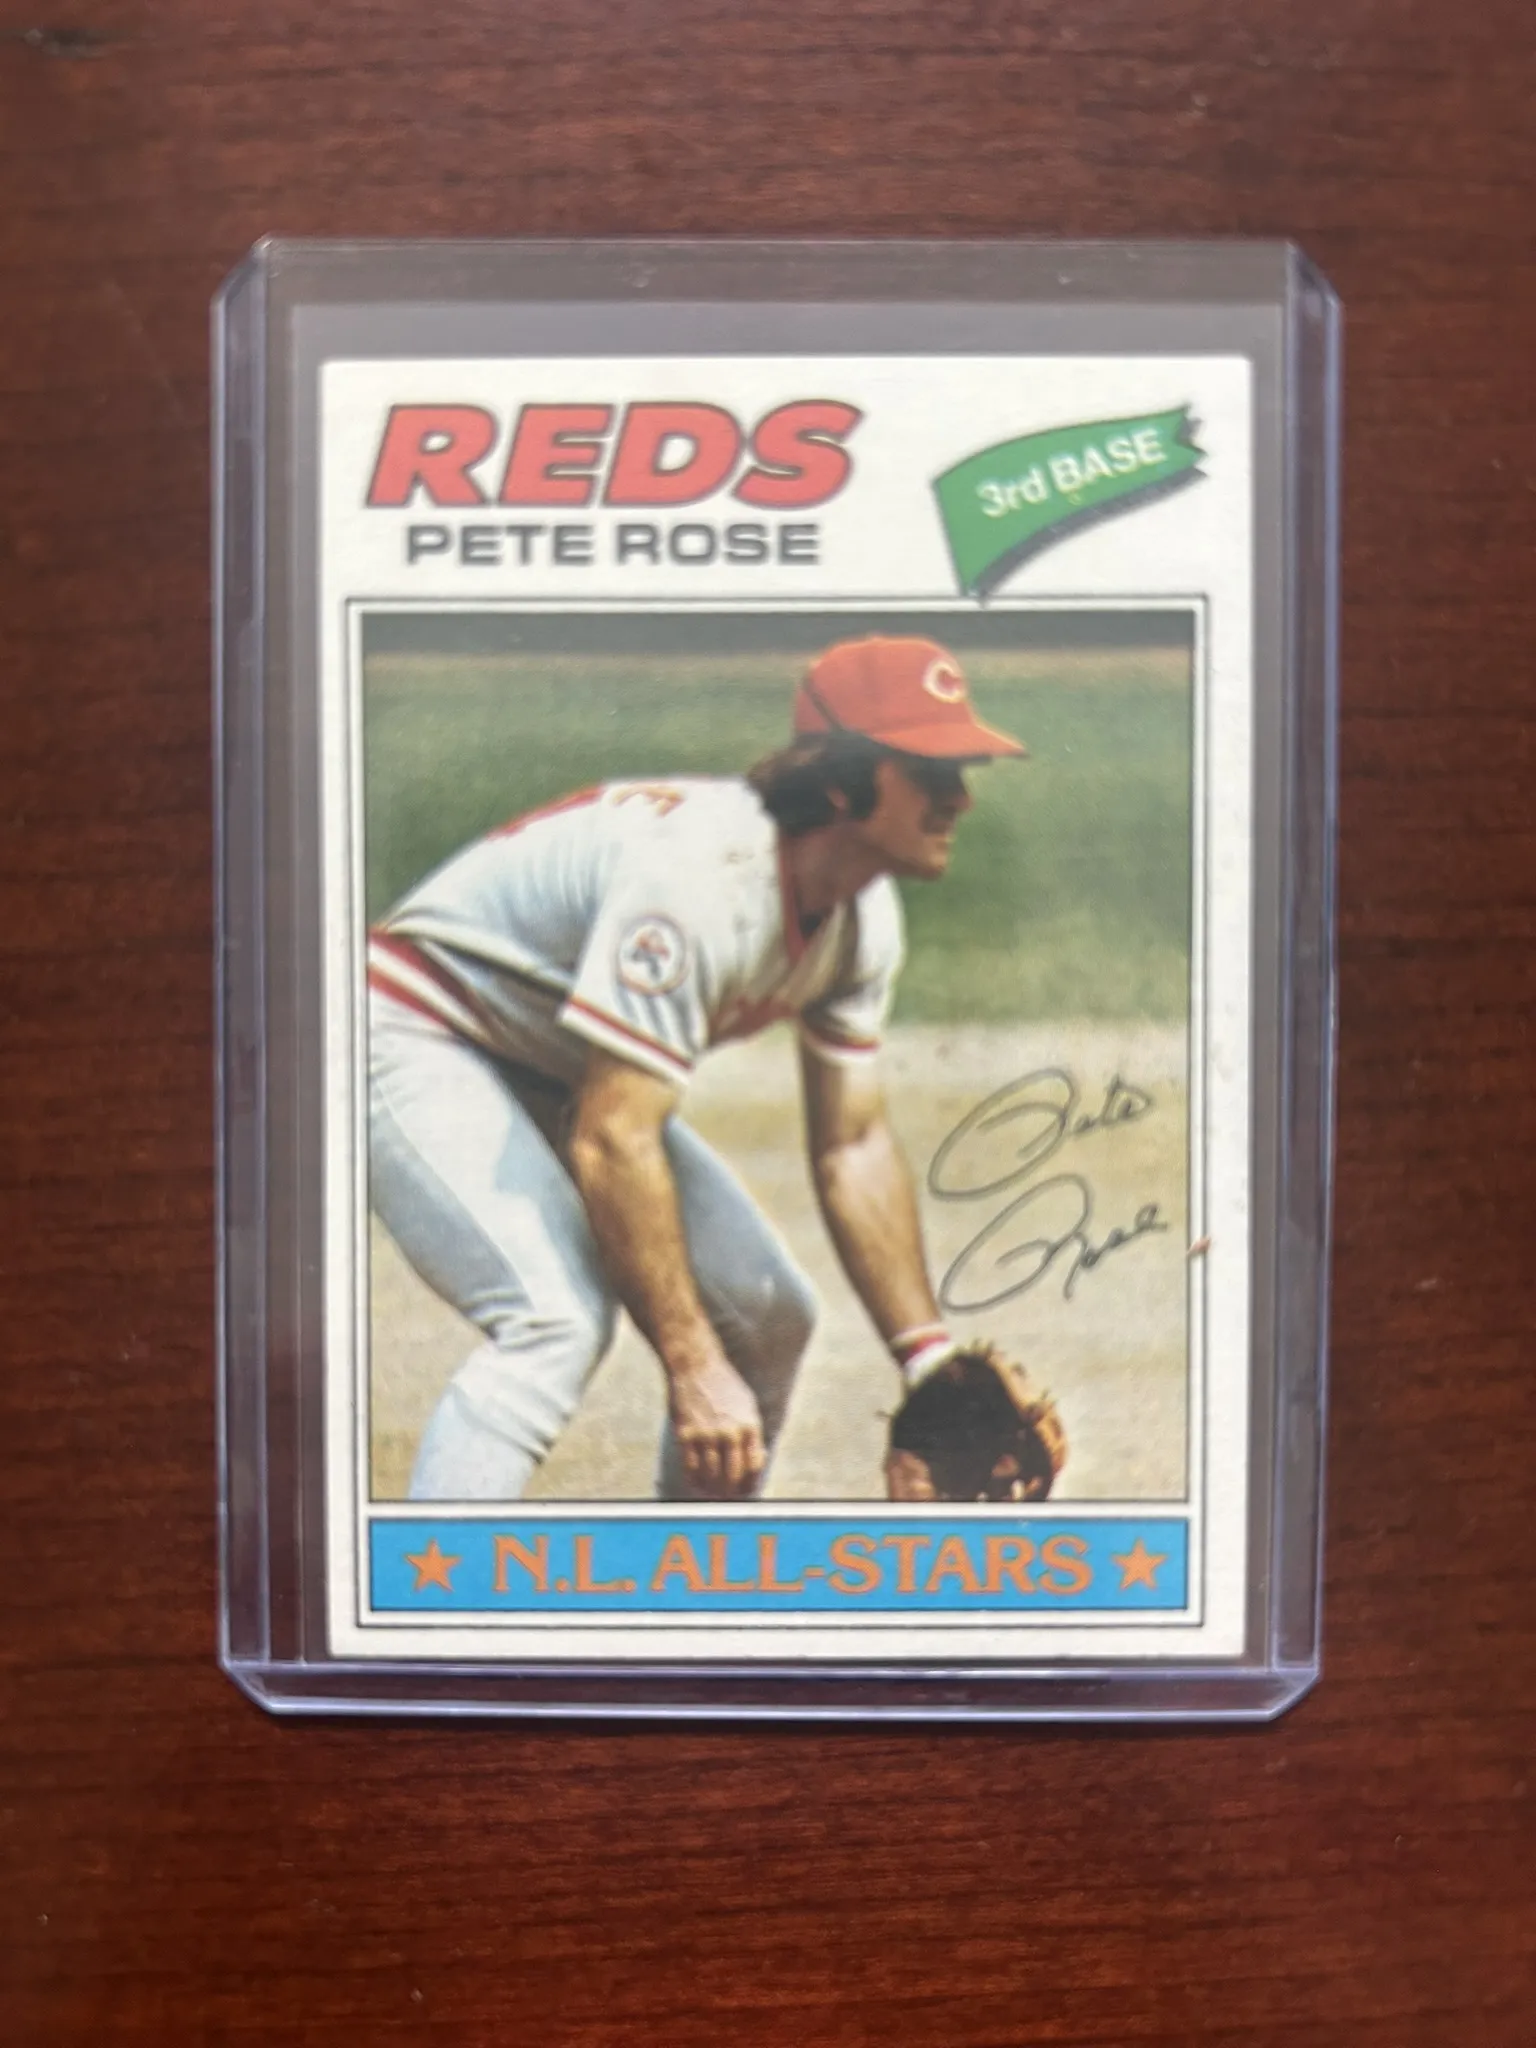 REDS
PETE ROSE
3rd BASE
C
Pete
Rose
★ N.L. ALL-STARS ★